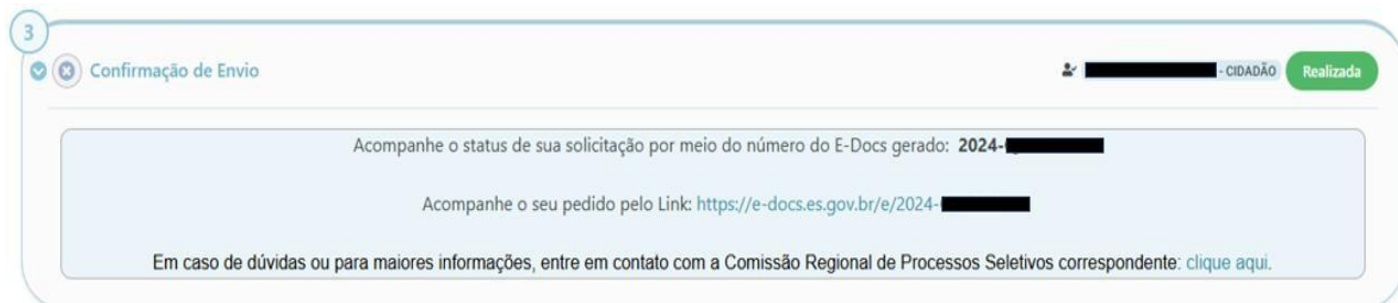 3
Confirmação de Envio
- CIDADÃO
Realizada
Acompanhe o status de sua solicitação por meio do número do E-Docs gerado: 2024-
Acompanhe o seu pedido pelo Link: https://e-docs.es.gov.br/e/2024-
Em caso de dúvidas ou para maiores informações, entre em contato com a Comissão Regional de Processos Seletivos correspondente: clique aqui.